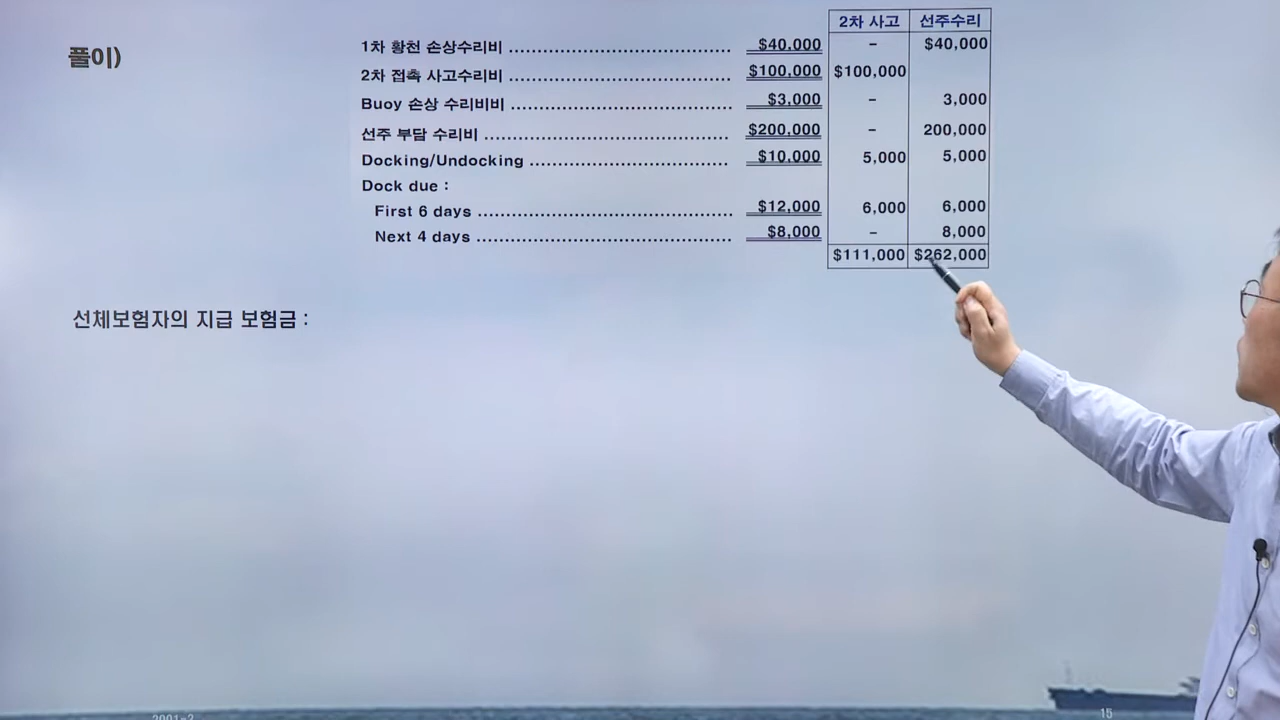 풀이)
2차 사고 선주수리
1차 황천 손상수리비 ........................................ $40.000 – $40,000
2차 접촉 사고수리비 ........................................ $100.000 $100,000
Buoy 손상 수리비비 ........................................ $3.000 – 3,000
선주 부담 수리비 ........................................ $200.000 – 200,000
Docking/Undocking ........................................ $10.000 5,000 5,000
Dock due :
First 6 days ........................................ $12,000 6,000 6,000
Next 4 days ........................................ $8,000 – 8,000
$111,000 $262,000
선체보험자의 지급 보험금 :
2001-2
15